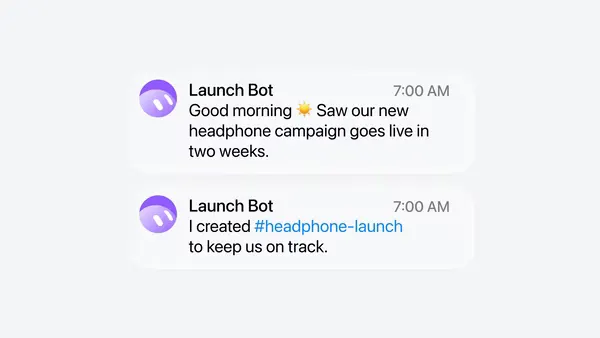 Launch Bot 7:00 AM
Good morning ☀️ Saw our new
headphone campaign goes live in
two weeks.
Launch Bot 7:00 AM
I created #headphone-launch
to keep us on track.